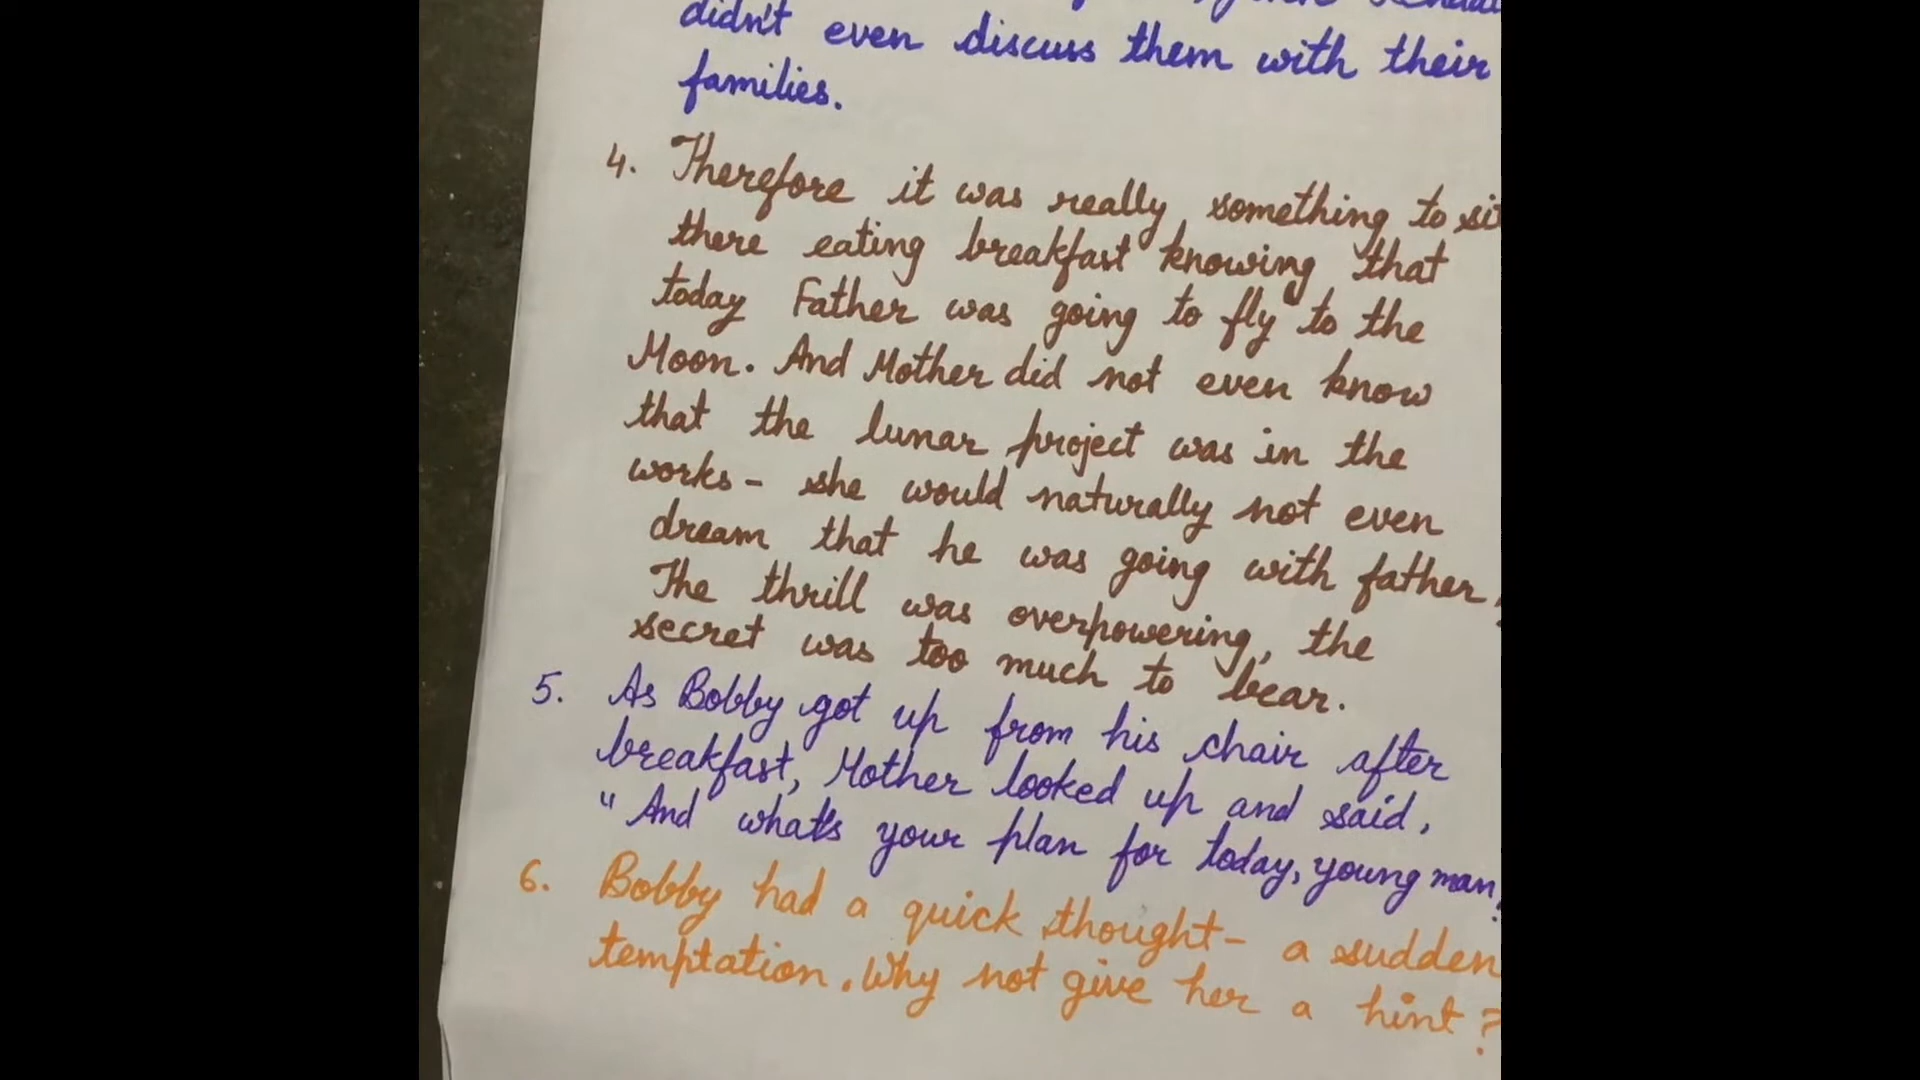 didn't even discuss them with their
families.
4. Therefore it was really something to sit
there eating breakfast knowing that
today Father was going to fly to the
Moon. And Mother did not even know
that the lunar project was in the
works - she would naturally not even
dream that he was going with father,
The thrill was overpowering, the
secret was too much to bear.
5. As Bobby got up from his chair after
breakfast, Mother looked up and said,
"And what's your plan for today, young man,
6. Bobby had a quick thought- a sudden
temptation. Why not give her a hint?